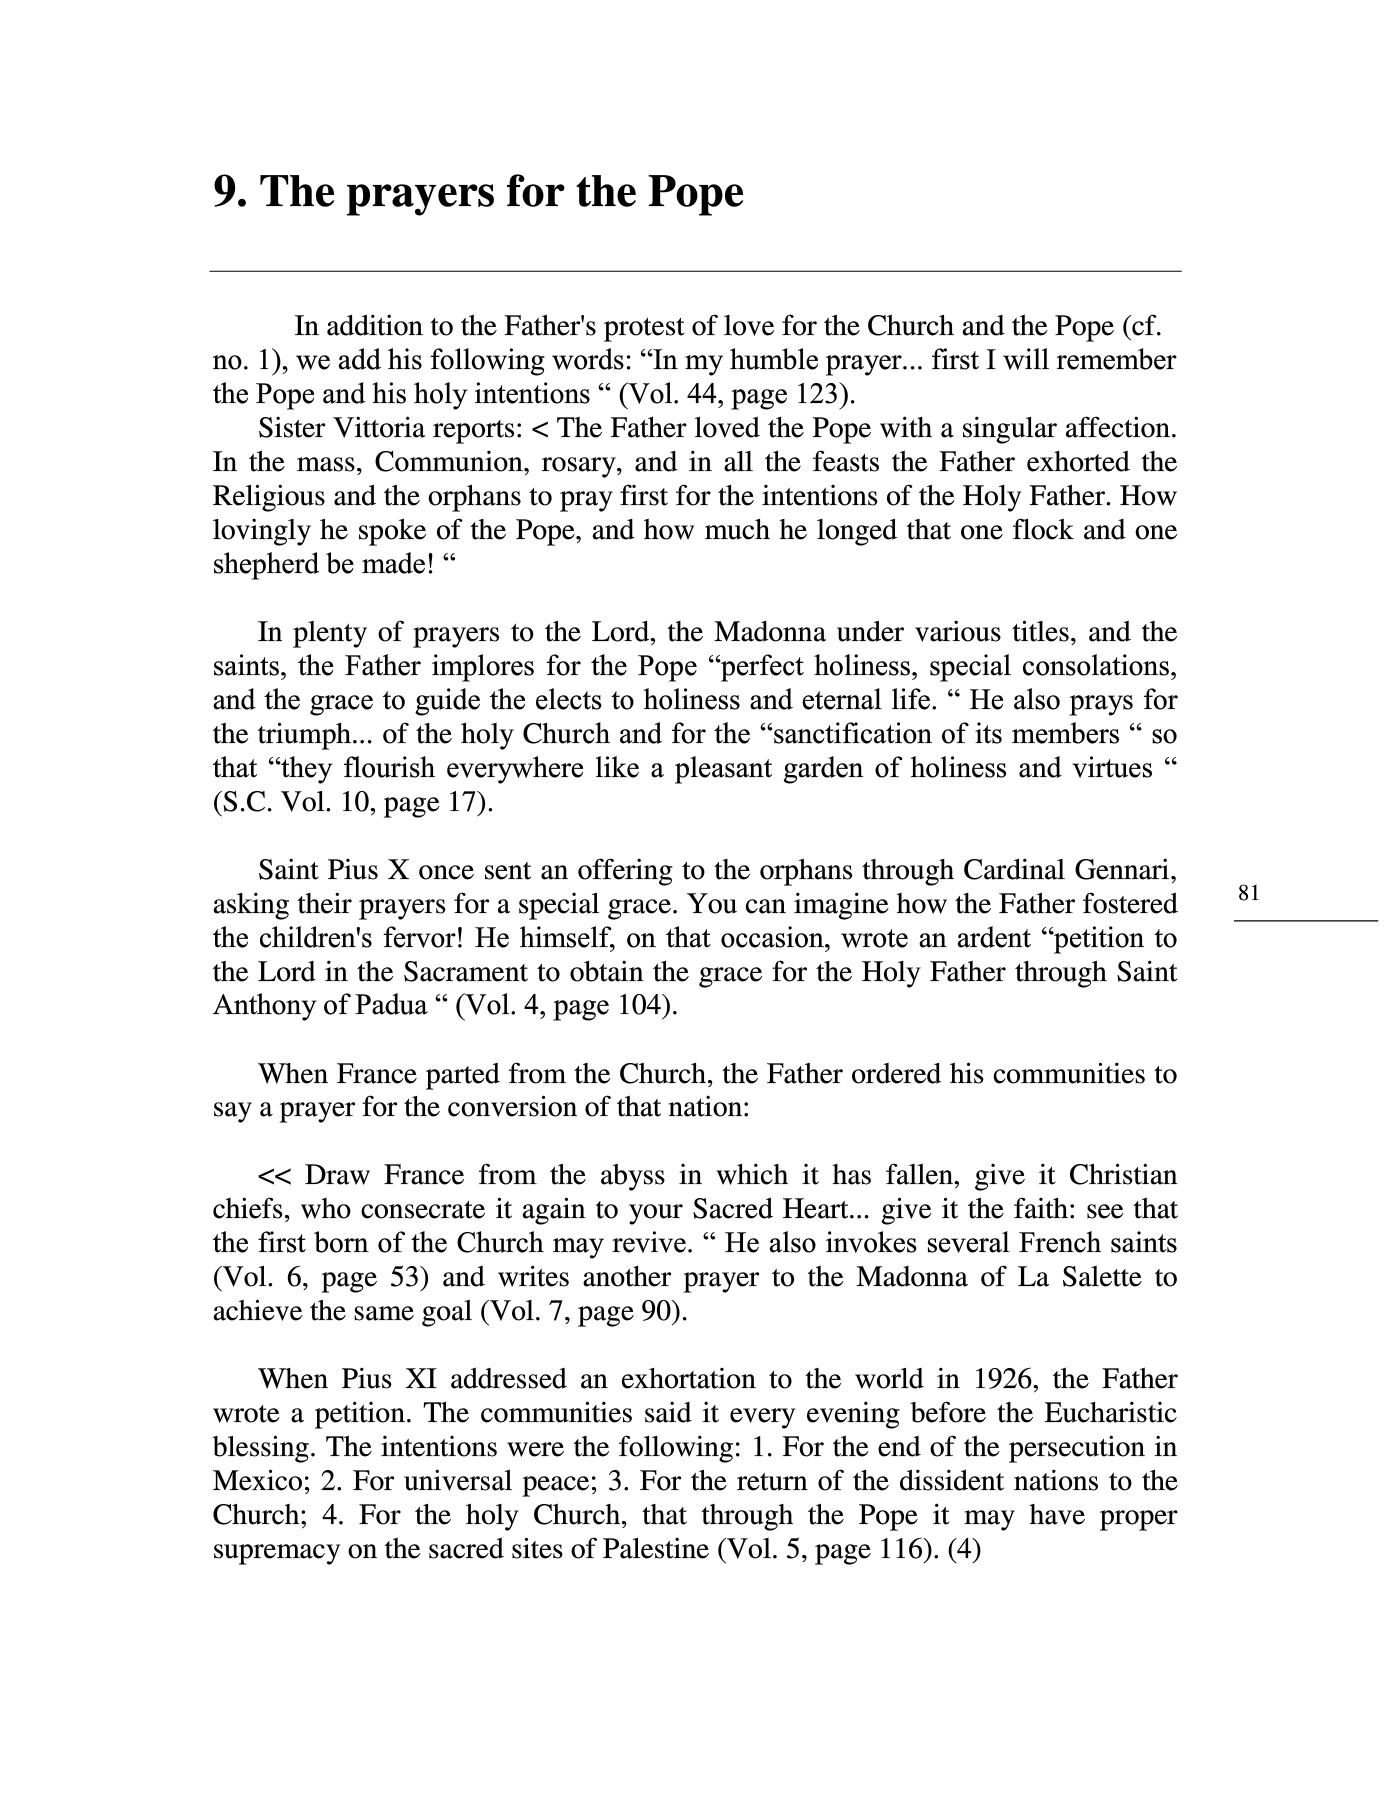 9. The prayers for the Pope
In addition to the Father's protest of love for the Church and the Pope (cf.
no. 1), we add his following words: “In my humble prayer... first I will remember
the Pope and his holy intentions “ (Vol. 44, page 123).
Sister Vittoria reports: < The Father loved the Pope with a singular affection.
In the mass, Communion, rosary, and in all the feasts the Father exhorted the
Religious and the orphans to pray first for the intentions of the Holy Father. How
lovingly he spoke of the Pope, and how much he longed that one flock and one
shepherd be made! “
In plenty of prayers to the Lord, the Madonna under various titles, and the
saints, the Father implores for the Pope “perfect holiness, special consolations,
and the grace to guide the elects to holiness and eternal life. “ He also prays for
the triumph... of the holy Church and for the “sanctification of its members “ so
that “they flourish everywhere like a pleasant garden of holiness and virtues “
(S.C. Vol. 10, page 17).
Saint Pius X once sent an offering to the orphans through Cardinal Gennari,
asking their prayers for a special grace. You can imagine how the Father fostered
the children's fervor! He himself, on that occasion, wrote an ardent “petition to
the Lord in the Sacrament to obtain the grace for the Holy Father through Saint
Anthony of Padua “ (Vol. 4, page 104).
81
When France parted from the Church, the Father ordered his communities to
say a prayer for the conversion of that nation:
<< Draw France from the abyss in which it has fallen, give it Christian
chiefs, who consecrate it again to your Sacred Heart... give it the faith: see that
the first born of the Church may revive. “ He also invokes several French saints
(Vol. 6, page 53) and writes another prayer to the Madonna of La Salette to
achieve the same goal (Vol. 7, page 90).
When Pius XI addressed an exhortation to the world in 1926, the Father
wrote a petition. The communities said it every evening before the Eucharistic
blessing. The intentions were the following: 1. For the end of the persecution in
Mexico; 2. For universal peace; 3. For the return of the dissident nations to the
Church; 4. For the holy Church, that through the Pope it may have proper
supremacy on the sacred sites of Palestine (Vol. 5, page 116). (4)